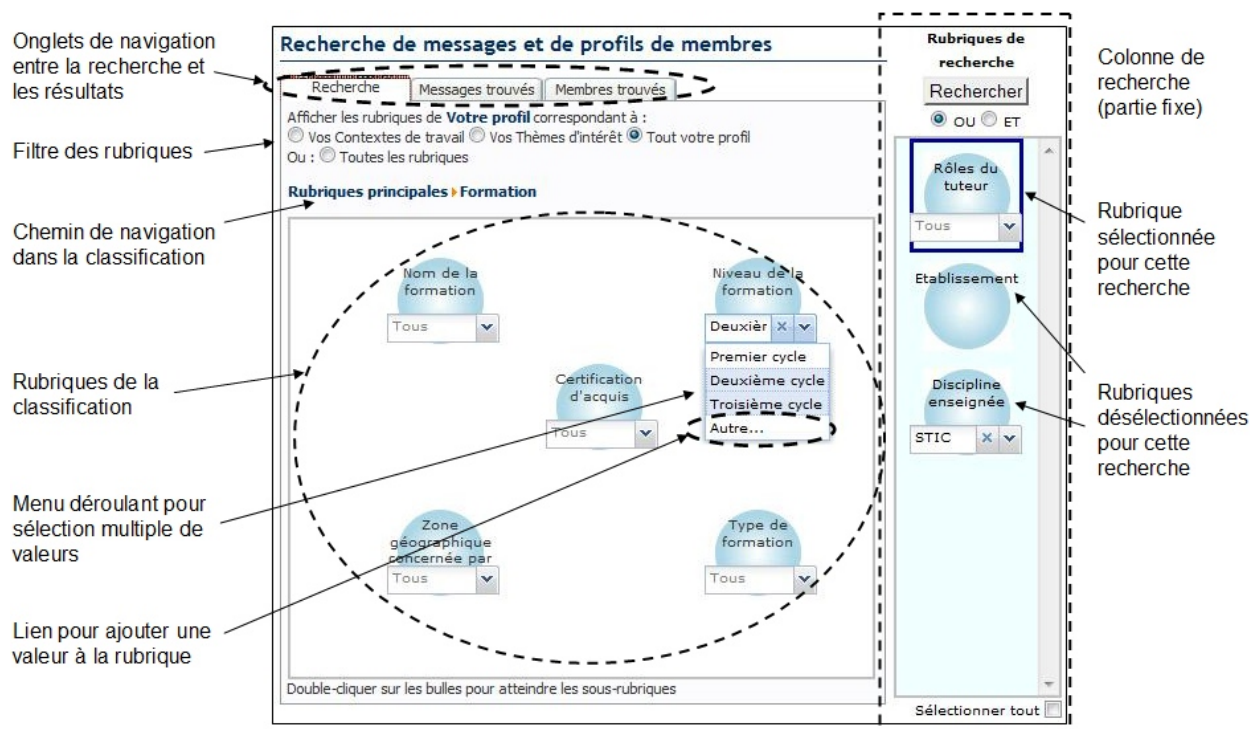 Onglets de navigation
entre la recherche et
les résultats
Filtre des rubriques
Chemin de navigation
dans la classification
Rubriques de la
classification
Menu déroulant pour
sélection multiple de
valeurs
Lien pour ajouter une
valeur à la rubrique
Recherche de messages et de profils de membres
Recherche
Messages trouvés
Membres trouvés
Afficher les rubriques de Votre profil correspondant à :
Vos Contextes de travail Vos Thèmes d'intérêt Tout votre profil
Ou : Toutes les rubriques
Rubriques principales Formation
Nom de la
formation
Tous
Niveau de la
formation
Deuxièr
Premier cycle
Deuxième cycle
Troisième cycle
Autre...
Certification
d'acquis
Tous
Zone
géographique
concernée par
Tous
Type de
formation
Tous
Double-cliquer sur les bulles pour atteindre les sous-rubriques
Rubriques de
recherche
Rechercher
OU ET
Rôles du
tuteur
Tous
Etablissement
Discipline
enseignée
STIC
Sélectionner tout
Colonne de
recherche
(partie fixe)
Rubrique
sélectionnée
pour cette
recherche
Rubriques
désélectionnées
pour cette
recherche